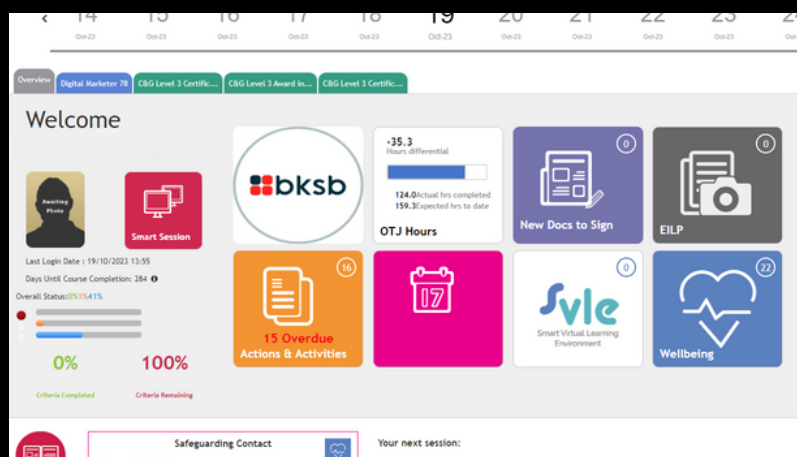 14 15 16 17 18 19 20 21 22 23 24
Oct-23 Oct-23 Oct-23 Oct-23 Oct-23 Oct-23 Oct-23 Oct-23 Oct-23 Oct-23
Overview Digital Marketer 78 C&G Level 3 Certific... C&G Level 3 Award in... C&G Level 3 Certific...
Welcome
Awaiting
Photo
Smart Session
Last Login Date : 19/10/2023 13:55
Days Until Course Completion: 284
Overall Status:0%1%41%
0% 100%
Criteria Completed Criteria Remaining
bksb
-35.3
Hours differential
124.0Actual hrs completed
159.3Expected hrs to date
OTJ Hours
0
New Docs to Sign
0
EILP
16
15 Overdue
Actions & Activities
17
0
Svle
Smart Virtual Learning
Environment
22
Wellbeing
Safeguarding Contact
Your next session: